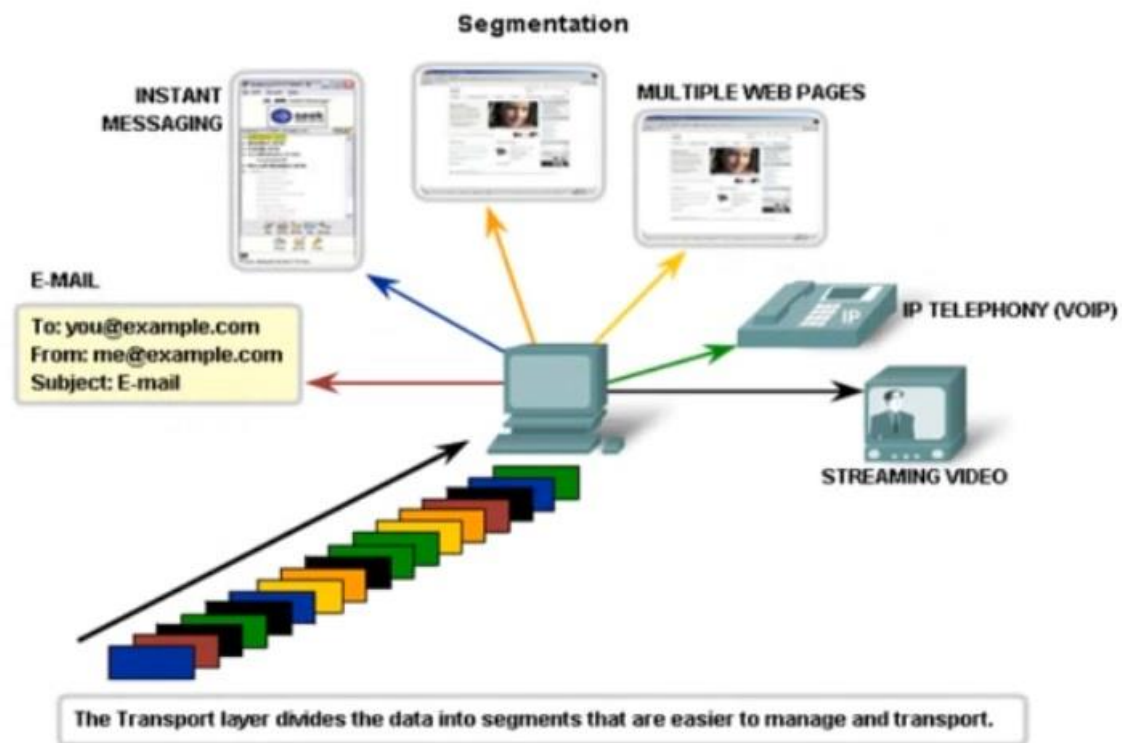 Segmentation
INSTANT
MESSAGING
seek
MULTIPLE WEB PAGES
E-MAIL
To: you@example.com
From: me@example.com
Subject: E-mail
IP
IP TELEPHONY (VOIP)
STREAMING VIDEO
The Transport layer divides the data into segments that are easier to manage and transport.